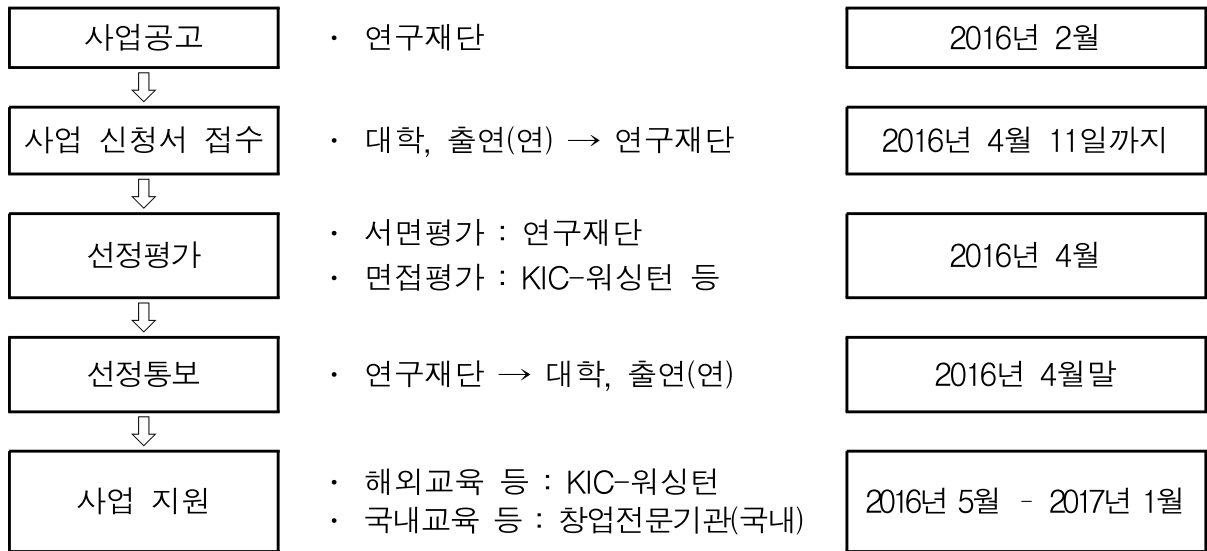 사업공고 · 연구재단 2016년 2월
사업 신청서 접수 · 대학, 출연(연) → 연구재단 2016년 4월 11일까지
선정평가
· 서면평가 : 연구재단
· 면접평가 : KIC-워싱턴 등
2016년 4월
선정통보 · 연구재단 → 대학, 출연(연) 2016년 4월말
사업 지원
· 해외교육 등 : KIC-워싱턴
· 국내교육 등 : 창업전문기관(국내)
2016년 5월 - 2017년 1월